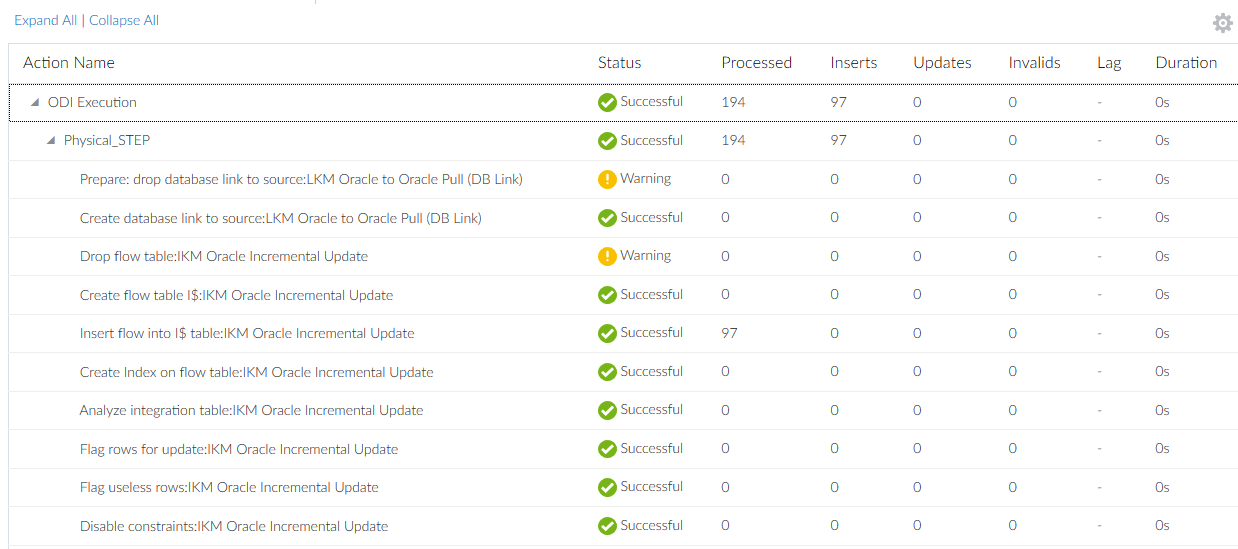 Expand All | Collapse All
Action Name Status Processed Inserts Updates Invalids Lag Duration
ODI Execution Successful 194 97 0 0 - 0s
Physical_STEP Successful 194 97 0 0 - 0s
Prepare: drop database link to source:LKM Oracle to Oracle Pull (DB Link) Warning 0 0 0 0 - 0s
Create database link to source:LKM Oracle to Oracle Pull (DB Link) Successful 0 0 0 0 - 0s
Drop flow table:IKM Oracle Incremental Update Warning 0 0 0 0 - 0s
Create flow table I$:IKM Oracle Incremental Update Successful 0 0 0 0 - 0s
Insert flow into I$ table:IKM Oracle Incremental Update Successful 97 0 0 0 - 0s
Create Index on flow table:IKM Oracle Incremental Update Successful 0 0 0 0 - 0s
Analyze integration table:IKM Oracle Incremental Update Successful 0 0 0 0 - 0s
Flag rows for update:IKM Oracle Incremental Update Successful 0 0 0 0 - 0s
Flag useless rows:IKM Oracle Incremental Update Successful 0 0 0 0 - 0s
Disable constraints:IKM Oracle Incremental Update Successful 0 0 0 0 - 0s